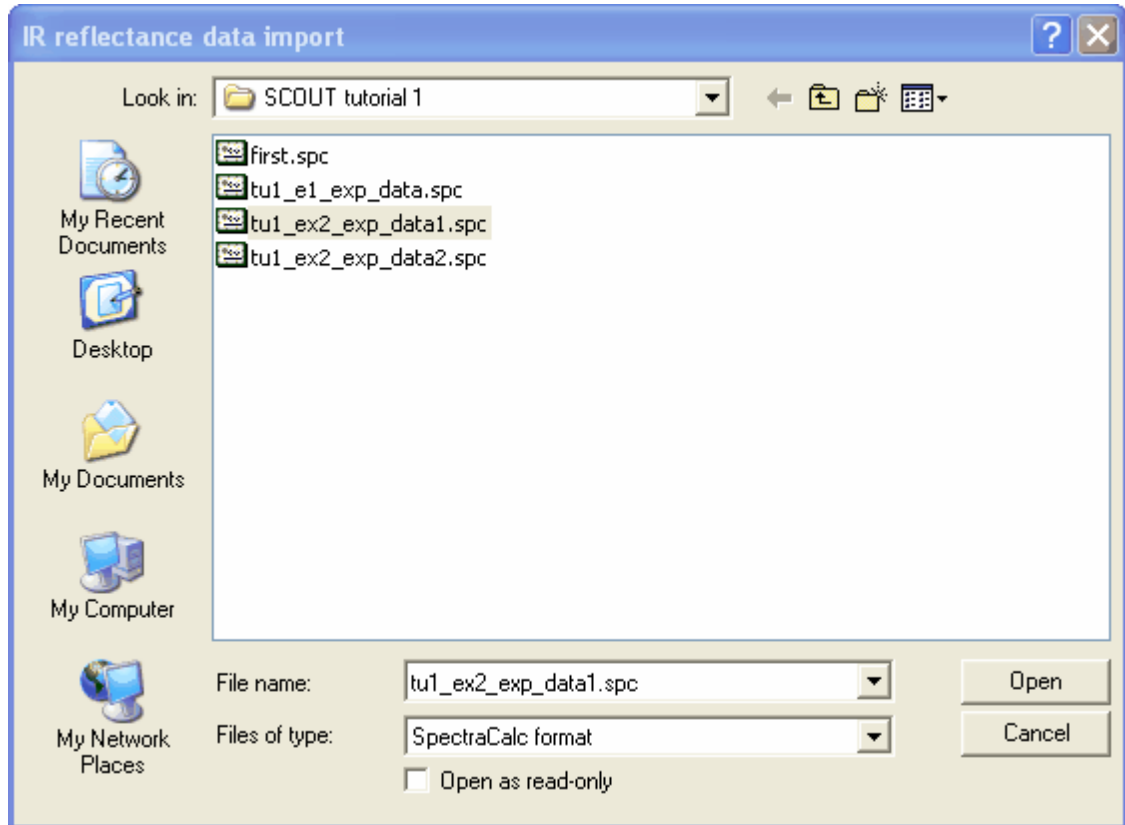 IR reflectance data import
Look in: SCOUT tutorial 1
first.spc
tu1_e1_exp_data.spc
tu1_ex2_exp_data1.spc
tu1_ex2_exp_data2.spc
My Recent
Documents
Desktop
My Documents
My Computer
My Network
Places
File name: tu1_ex2_exp_data1.spc Open
Files of type: SpectraCalc format Cancel
Open as read-only